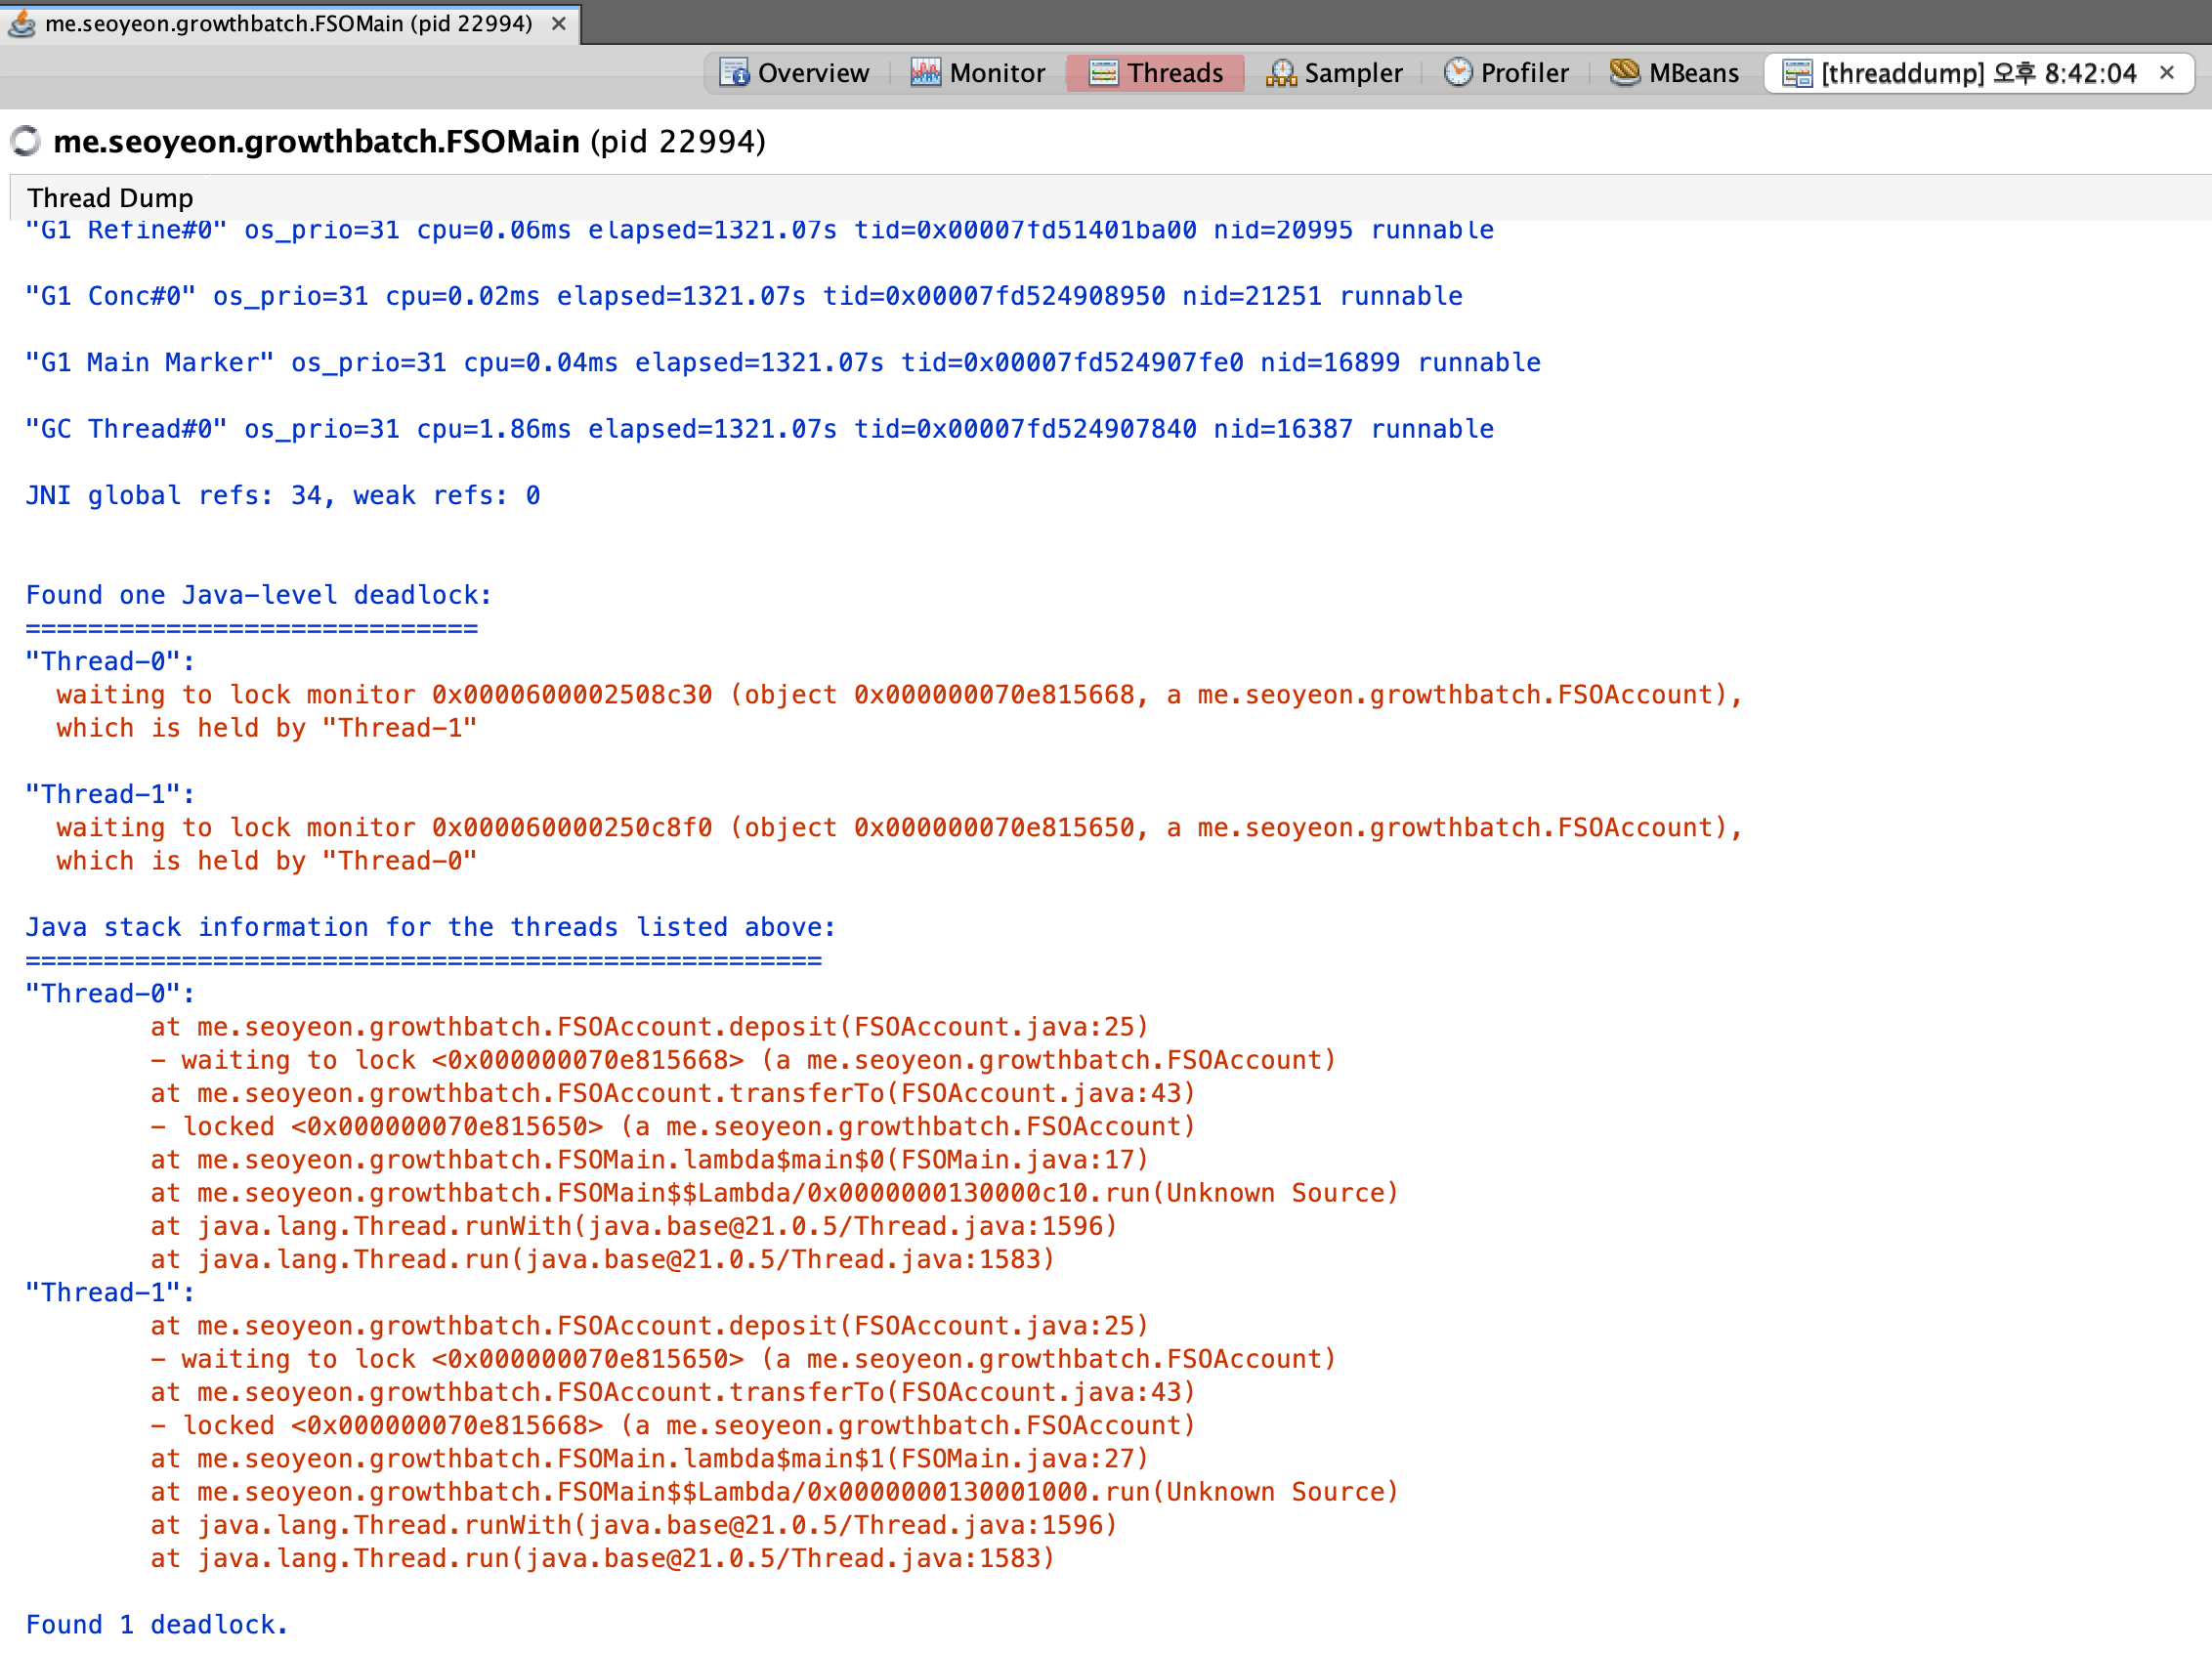 me.seoyeon.growthbatch.FSOMain (pid 22994) ×
Overview Monitor Threads Sampler Profiler MBeans [threaddump] 오후 8:42:04 ×
me.seoyeon.growthbatch.FSOMain (pid 22994)
Thread Dump
"G1 Refine#0" os_prio=31 cpu=0.06ms elapsed=1321.07s tid=0x00007fd51401ba00 nid=20995 runnable
"G1 Conc#0" os_prio=31 cpu=0.02ms elapsed=1321.07s tid=0x00007fd524908950 nid=21251 runnable
"G1 Main Marker" os_prio=31 cpu=0.04ms elapsed=1321.07s tid=0x00007fd524907fe0 nid=16899 runnable
"GC Thread#0" os_prio=31 cpu=1.86ms elapsed=1321.07s tid=0x00007fd524907840 nid=16387 runnable
JNI global refs: 34, weak refs: 0
Found one Java-level deadlock:
=============================
"Thread-0":
  waiting to lock monitor 0x0000600002508c30 (object 0x000000070e815668, a me.seoyeon.growthbatch.FSOAccount),
  which is held by "Thread-1"
"Thread-1":
  waiting to lock monitor 0x000060000250c8f0 (object 0x000000070e815650, a me.seoyeon.growthbatch.FSOAccount),
  which is held by "Thread-0"
Java stack information for the threads listed above:
===================================================
"Thread-0":
        at me.seoyeon.growthbatch.FSOAccount.deposit(FSOAccount.java:25)
        - waiting to lock <0x000000070e815668> (a me.seoyeon.growthbatch.FSOAccount)
        at me.seoyeon.growthbatch.FSOAccount.transferTo(FSOAccount.java:43)
        - locked <0x000000070e815650> (a me.seoyeon.growthbatch.FSOAccount)
        at me.seoyeon.growthbatch.FSOMain.lambda$main$0(FSOMain.java:17)
        at me.seoyeon.growthbatch.FSOMain$$Lambda/0x0000000130000c10.run(Unknown Source)
        at java.lang.Thread.runWith(java.base@21.0.5/Thread.java:1596)
        at java.lang.Thread.run(java.base@21.0.5/Thread.java:1583)
"Thread-1":
        at me.seoyeon.growthbatch.FSOAccount.deposit(FSOAccount.java:25)
        - waiting to lock <0x000000070e815650> (a me.seoyeon.growthbatch.FSOAccount)
        at me.seoyeon.growthbatch.FSOAccount.transferTo(FSOAccount.java:43)
        - locked <0x000000070e815668> (a me.seoyeon.growthbatch.FSOAccount)
        at me.seoyeon.growthbatch.FSOMain.lambda$main$1(FSOMain.java:27)
        at me.seoyeon.growthbatch.FSOMain$$Lambda/0x0000000130001000.run(Unknown Source)
        at java.lang.Thread.runWith(java.base@21.0.5/Thread.java:1596)
        at java.lang.Thread.run(java.base@21.0.5/Thread.java:1583)
Found 1 deadlock.